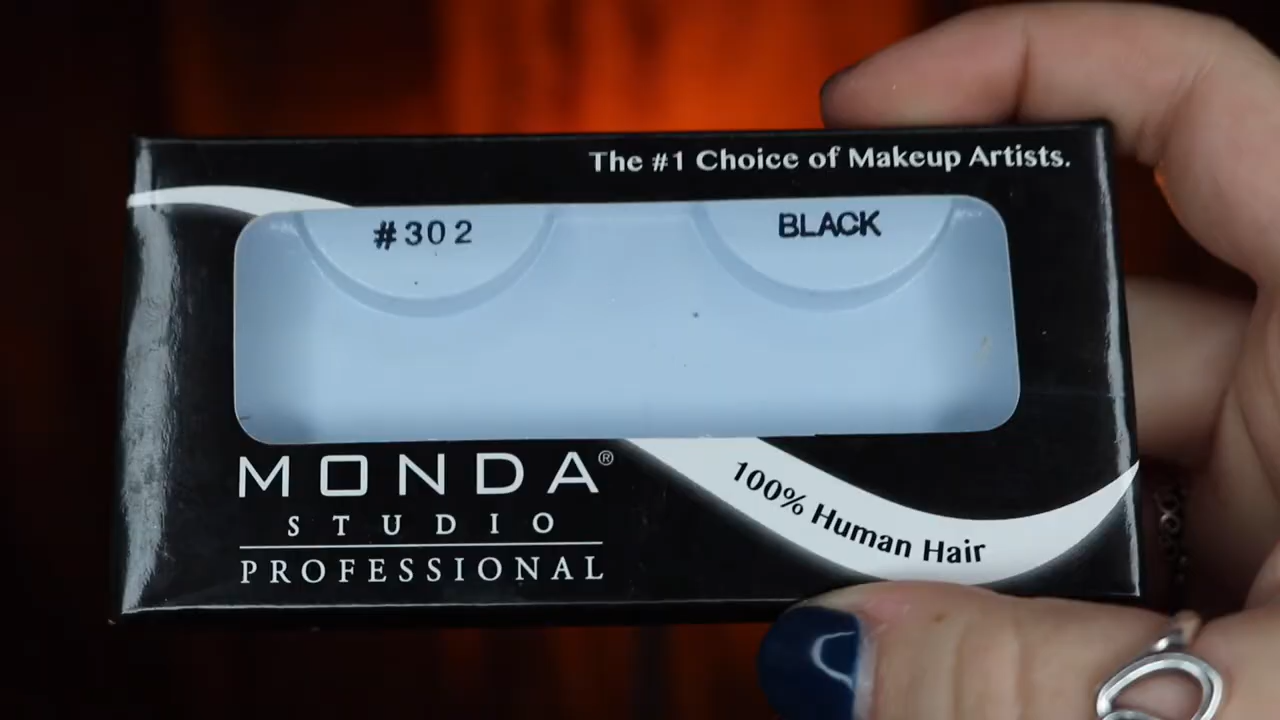 The #1 Choice of Makeup Artists.
#302
BLACK
MONDA®
STUDIO
PROFESSIONAL
100% Human Hair